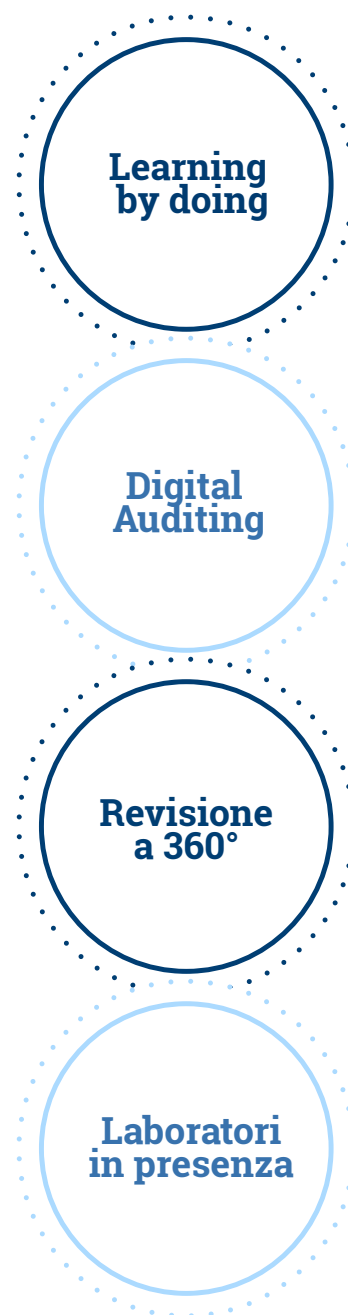 Learning
by doing
Digital
Auditing
Revisione
a 360°
Laboratori
in presenza